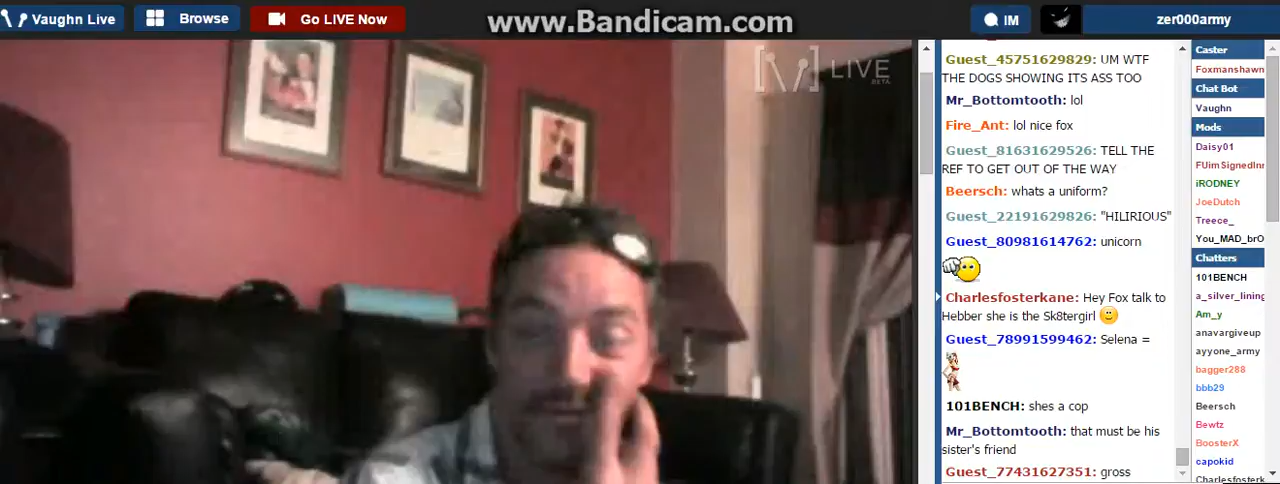 Vaughn Live
Browse
Go LIVE Now
www.Bandicam.com
IM
zer000army
[\/] LIVE
BETA
Guest_45751629829: UM WTF
THE DOGS SHOWING ITS ASS TOO
Mr_Bottomtooth: lol
Fire_Ant: lol nice fox
Guest_81631629526: TELL THE
REF TO GET OUT OF THE WAY
Beersch: whats a uniform?
Guest_22191629826: "HILIRIOUS"
Guest_80981614762: unicorn
Charlesfosterkane: Hey Fox talk to
Hebber she is the Sk8tergirl
Guest_78991599462: Selena =
101BENCH: shes a cop
Mr_Bottomtooth: that must be his
sister's friend
Guest_77431627351: gross
Caster
Foxmanshawn
Chat Bot
Vaughn
Mods
Daisy01
FUimSignedInn
iRODNEY
JoeDutch
Treece_
You_MAD_brO
Chatters
101BENCH
a_silver_lining
Am_y
anavargiveup
ayyone_army
bagger288
bbb29
Beersch
Bewtz
BoosterX
capokid
Charlesfosterk